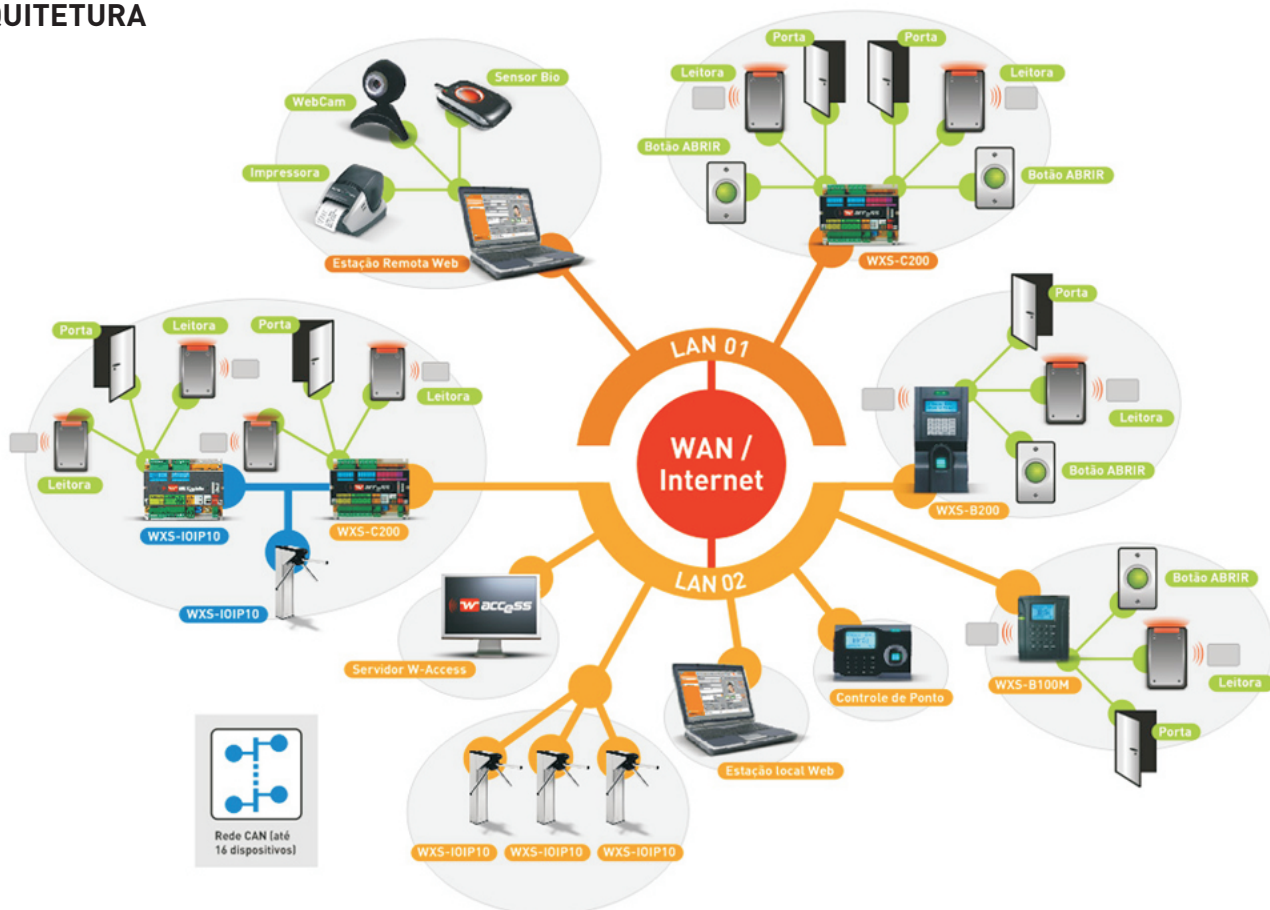 QUITETURA
Porta
Porta
Leitora
Leitora
Sensor Bio
WebCam
Impressora
Botão ABRIR
Botão ABRIR
WXS-C200
Estação Remota Web
LAN 01
WAN /
Internet
LAN 02
Porta
Leitora
Porta
Leitora
Leitora
WXS-IOIP10
WXS-C200
WXS-IOIP10
Porta
Leitora
Botão ABRIR
WXS-B200
w access
Servidor W-Access
Controle de Ponto
Estação local Web
Botão ABRIR
WXS-B100M
Leitora
Porta
WXS-IOIP10
WXS-IOIP10
WXS-IOIP10
Rede CAN (até
16 dispositivos)